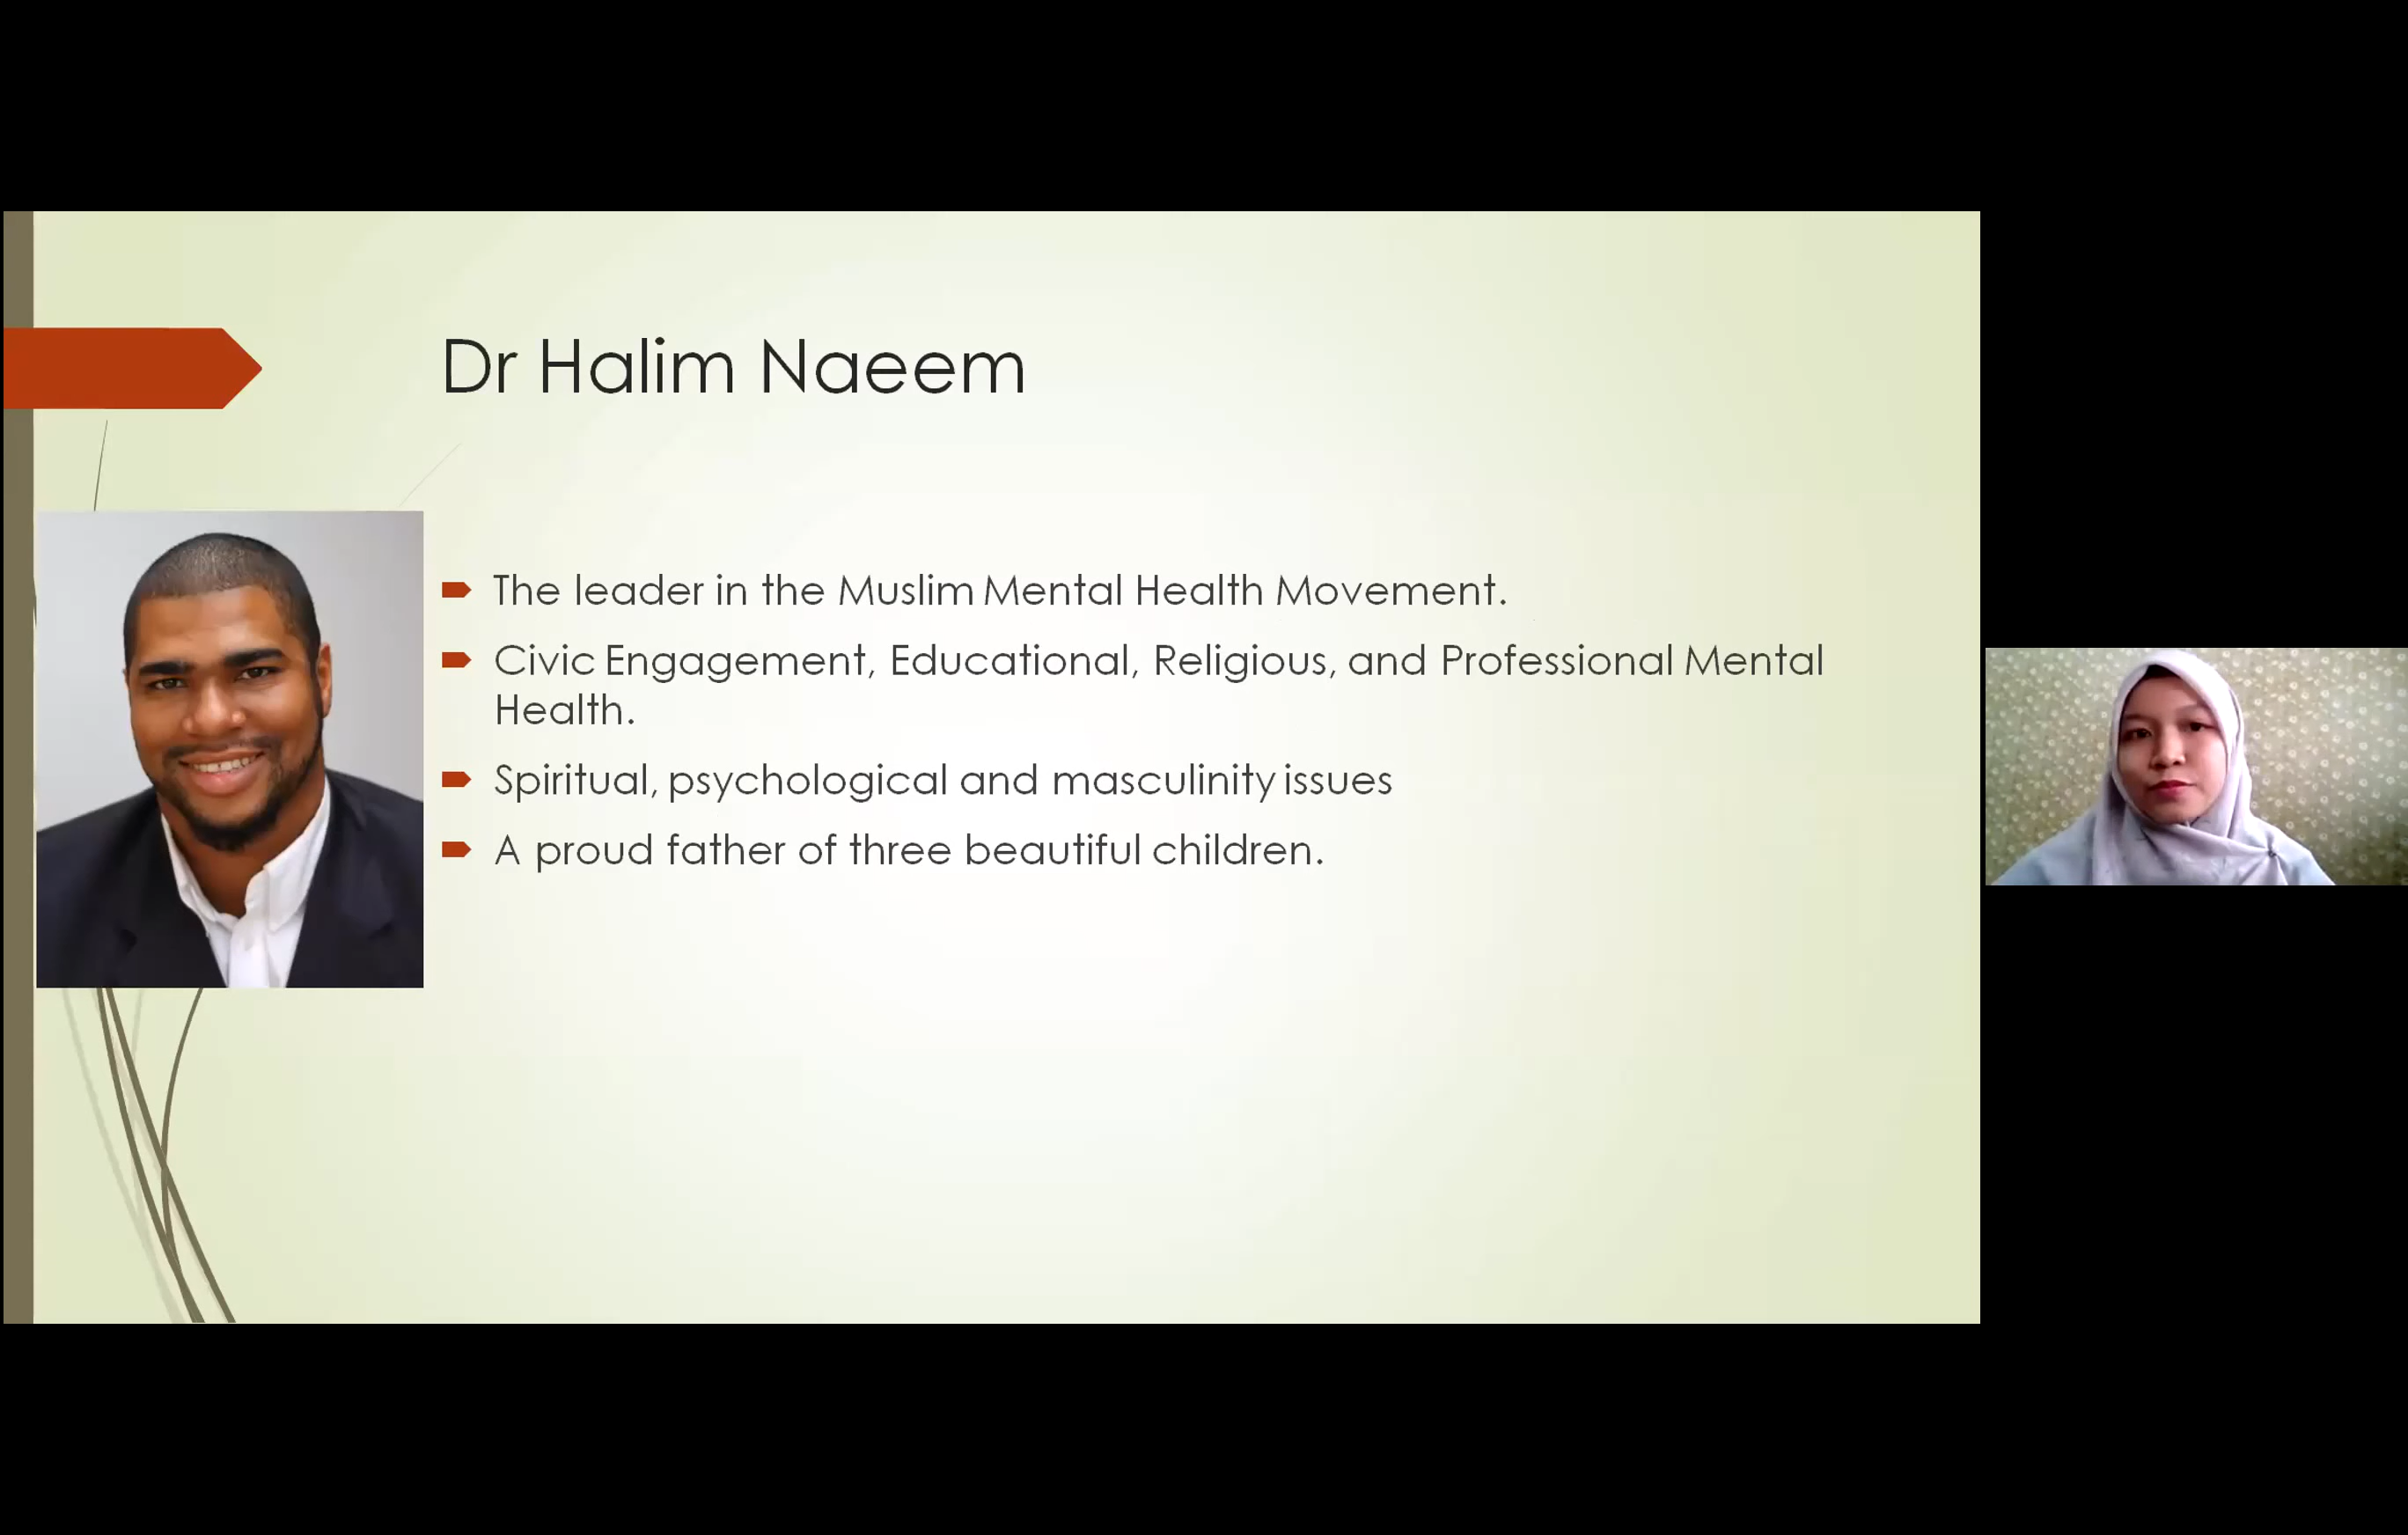 Dr Halim Naeem
The leader in the Muslim Mental Health Movement.
Civic Engagement, Educational, Religious, and Professional Mental
Health.
Spiritual, psychological and masculinity issues
A proud father of three beautiful children.